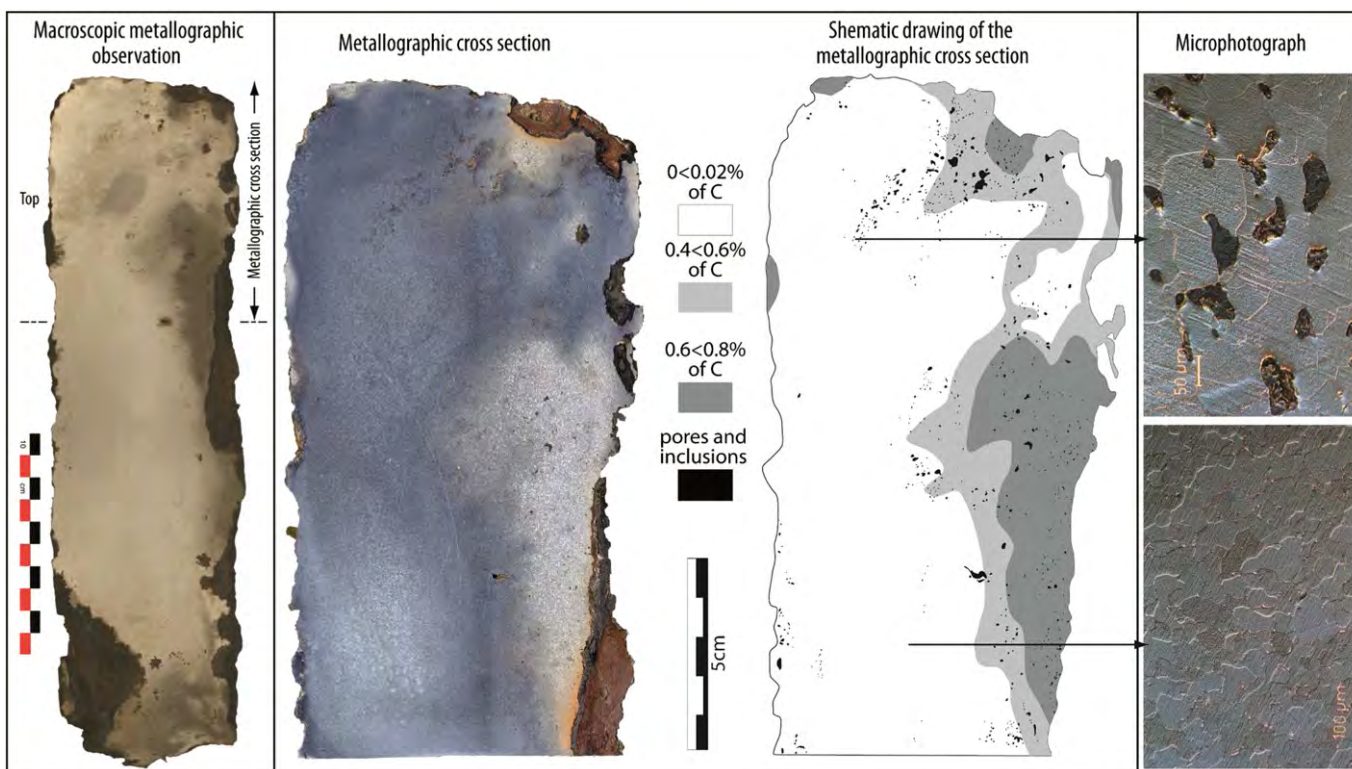 Macroscopic metallographic
observation
Metallographic cross section
Shematic drawing of the
metallographic cross section
Microphotograph
Top
Metallographic cross section
10
cm
0<0.02%
of C
0.4<0.6%
of C
0.6<0.8%
of C
pores and
inclusions
5cm
50 µm
100 µm